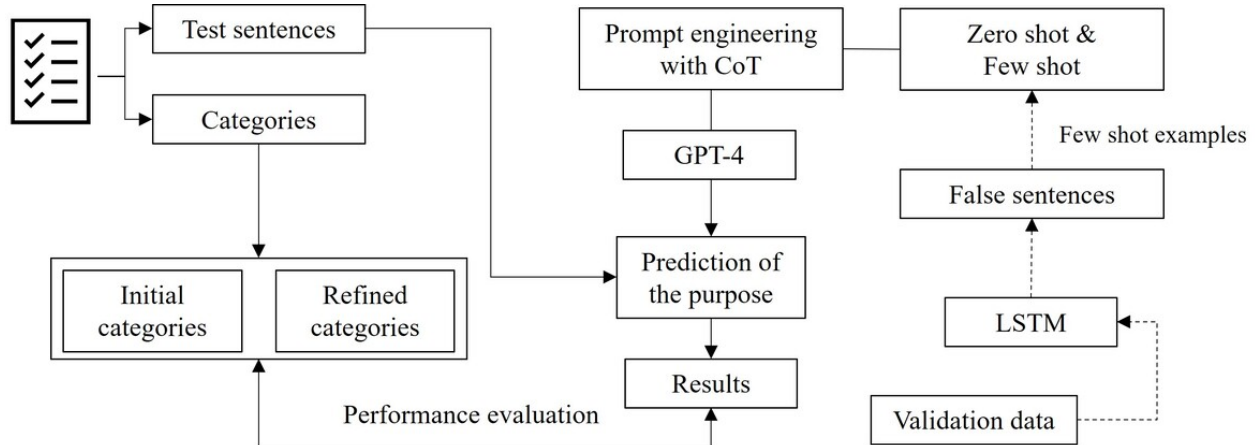 Test sentences
Categories
Initial
categories
Refined
categories
Performance evaluation
Prompt engineering
with CoT
GPT-4
Prediction of
the purpose
Results
Zero shot &
Few shot
Few shot examples
False sentences
LSTM
Validation data